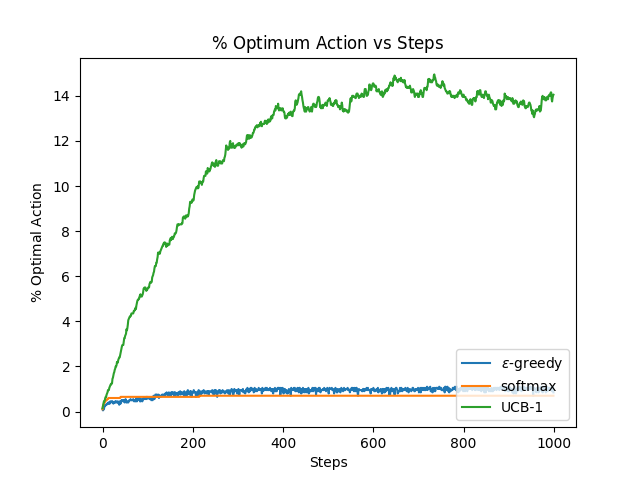 % Optimum Action vs Steps
% Optimal Action
14
12
10
8
6
4
2
0
0 200 400 600 800 1000
Steps
ε-greedy
softmax
UCB-1